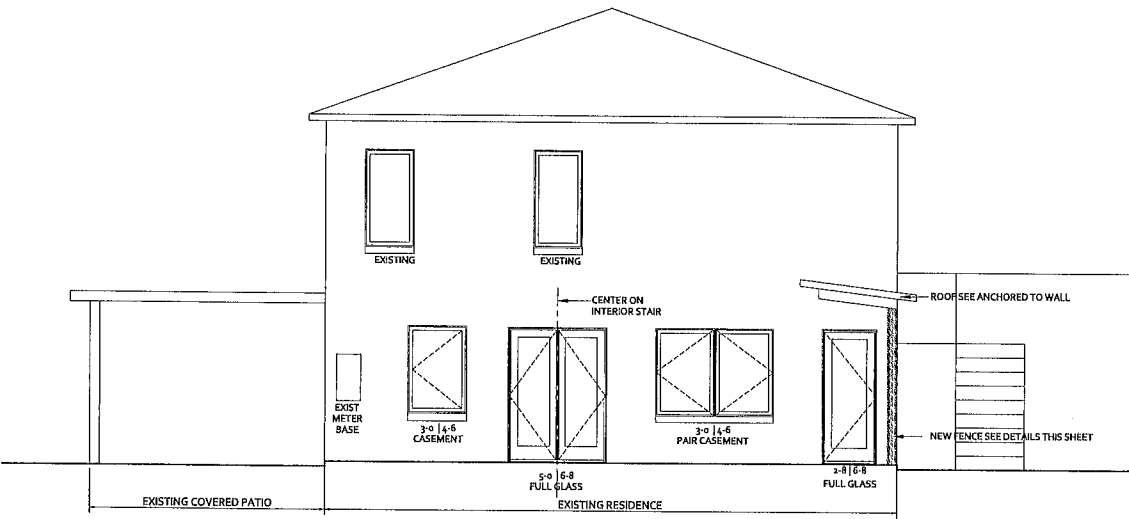 EXISTING
EXISTING
CENTER ON
INTERIOR STAIR
ROOF SEE ANCHORED TO WALL
EXIST
METER
BASE
3-0 | 4-6
CASEMENT
3-0 | 4-6
PAIR CASEMENT
NEW FENCE SEE DETAILS THIS SHEET
5-0 | 6-8
FULL GLASS
2-8 | 6-8
FULL GLASS
EXISTING COVERED PATIO
EXISTING RESIDENCE